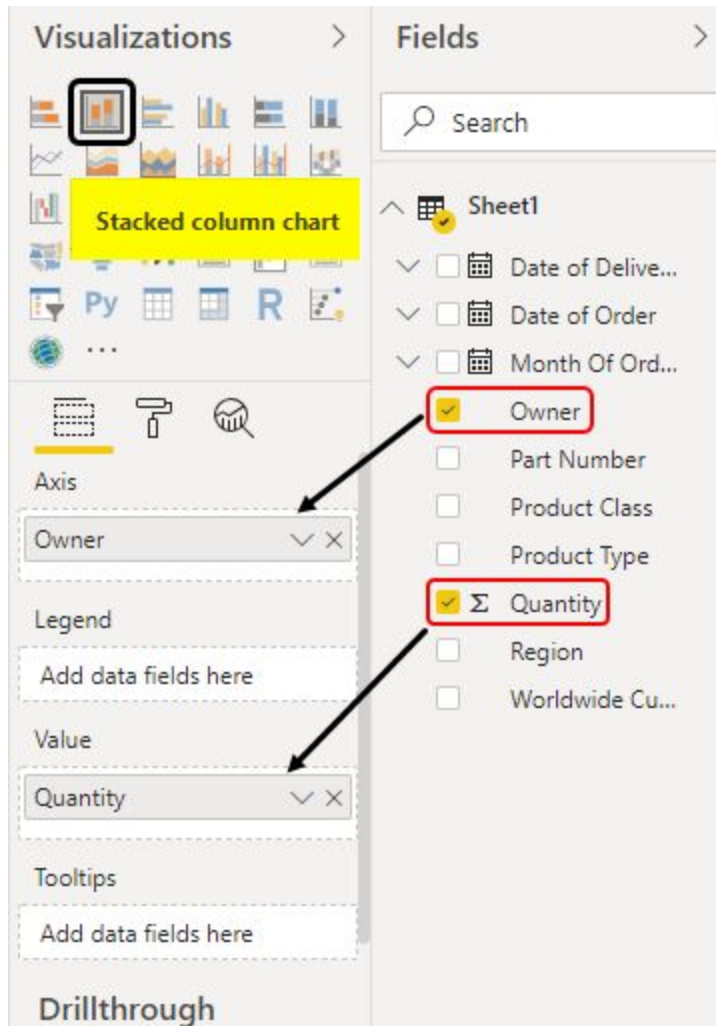 Visualizations
Stacked column chart
Py
R
...
Axis
Owner
Legend
Add data fields here
Value
Quantity
Tooltips
Add data fields here
Drillthrough
Fields
Search
Sheet1
Date of Delive...
Date of Order
Month Of Ord...
Owner
Part Number
Product Class
Product Type
Σ Quantity
Region
Worldwide Cu...